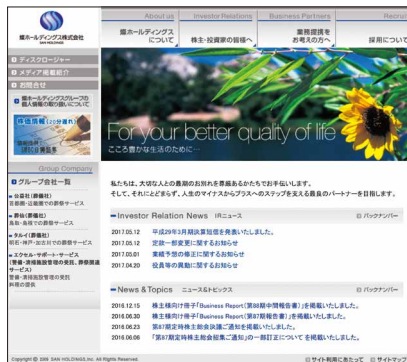 About us
Investor Relations
Business Partners
Recruit
燦ホールディングス株式会社
SAN HOLDINGS
燦ホールディングス
について
株主・投資家の皆様へ
業務提携を
お考えの方へ
採用について
ディスクロージャー
メディア掲載紹介
お問合せ
燦ホールディングスグループの
個人情報の取り扱いについて
株価情報(20分遅れ)
For your better quality of life
こころ豊かな生活のために…
Group Company
グループ会社一覧
公益社(葬儀社)
首都圏・近畿圏での葬祭サービス
葬仙(葬儀社)
鳥取・島根での葬祭サービス
タルイ(葬儀社)
明石・神戸・加古川での葬祭サービス
エクセル・サポート・サービス
(警備・清掃施設管理の受託、葬祭関連
サービス)
警備・清掃施設管理の受託、
料理の提供
私たちは、大切な人との最期のお別れを尊厳あるかたちでお手伝いします。
そして、それにとどまらず、人生のマイナスからプラスへのステップを支える最良のパートナーを目指します。
Investor Relation News IRニュース
バックナンバー
2017.05.12 平成29年3月期決算短信を発表いたしました。
2017.05.12 定款一部変更に関するお知らせ
2017.05.01 業績予想の修正に関するお知らせ
2017.04.20 役員等の異動に関するお知らせ
News &Topics ニュース&トピックス
バックナンバー
2016.12.15 株主様向け冊子「Business Report(第88期中間報告書)」を掲載いたしました。
2016.06.30 株主様向け冊子「Business Report(第87期報告書)」を掲載いたしました。
2016.06.23 第87期定時株主総会決議ご通知を掲載いたしました。
2016.06.06 「第87期定時株主総会招集ご通知」の一部訂正について を掲載いたしました。
Copyright © 2009 SAN HOLDINGS,Inc. All Rights Reserved.
サイト利用にあたって
サイトマップ